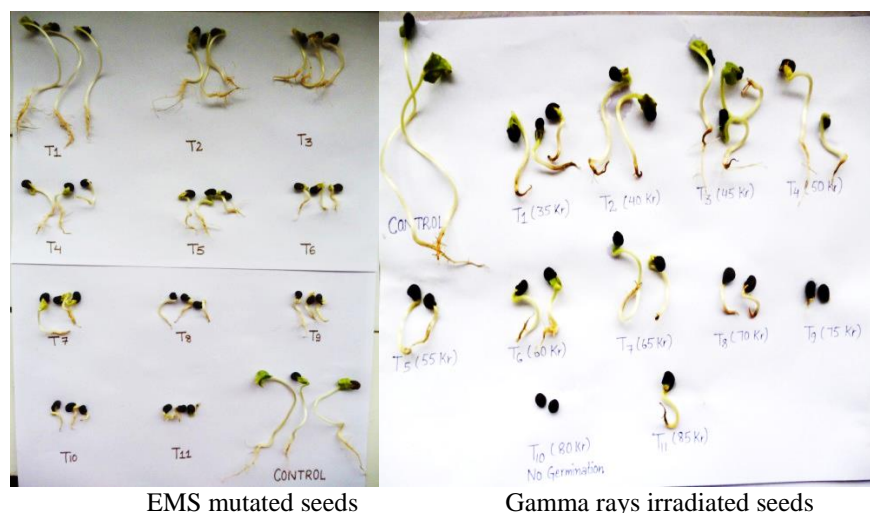 T1 T2 T3
T4 T5 T6
T7 T8 T9
T10 T11
CONTROL
CONTROL
T1 (35 Kr) T2 (40 Kr) T3 (45 Kr) T4 (50 Kr)
T5 (55 Kr) T6 (60 Kr) T7 (65 Kr) T8 (70 Kr) T9 (75 Kr)
T10 (80 Kr) T11 (85 Kr)
No Germination
EMS mutated seeds Gamma rays irradiated seeds